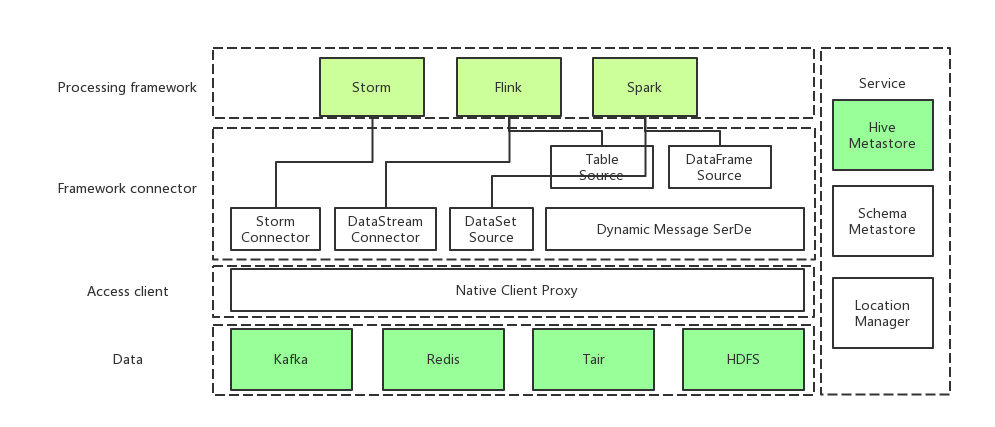 Processing framework
Storm
Flink
Spark
Service
Hive
Metastore
Framework connector
Table
Source
DataFrame
Source
Storm
Connector
DataStream
Connector
DataSet
Source
Dynamic Message SerDe
Schema
Metastore
Access client
Native Client Proxy
Location
Manager
Data
Kafka
Redis
Tair
HDFS